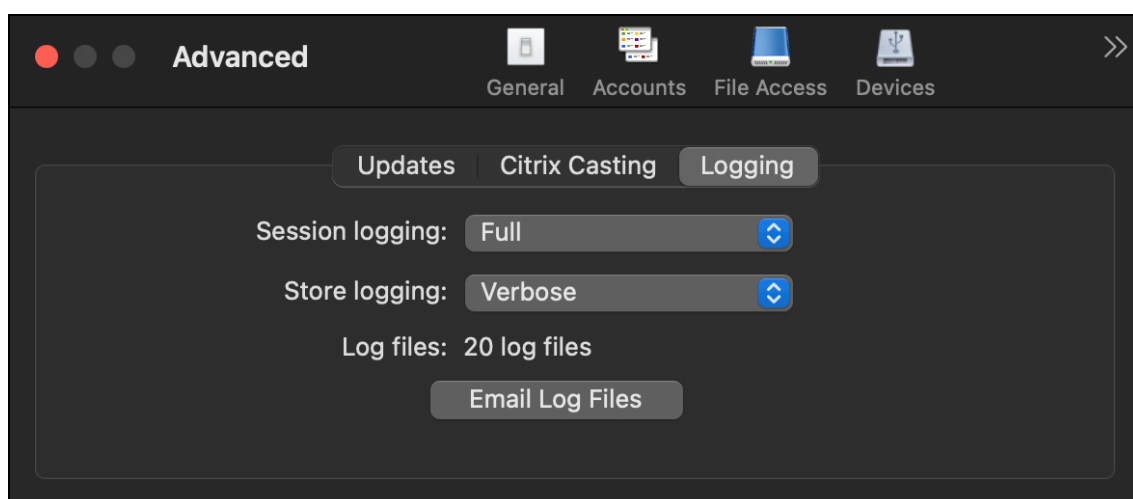 Advanced
General Accounts File Access Devices
Updates Citrix Casting Logging
Session logging: Full
Store logging: Verbose
Log files: 20 log files
Email Log Files